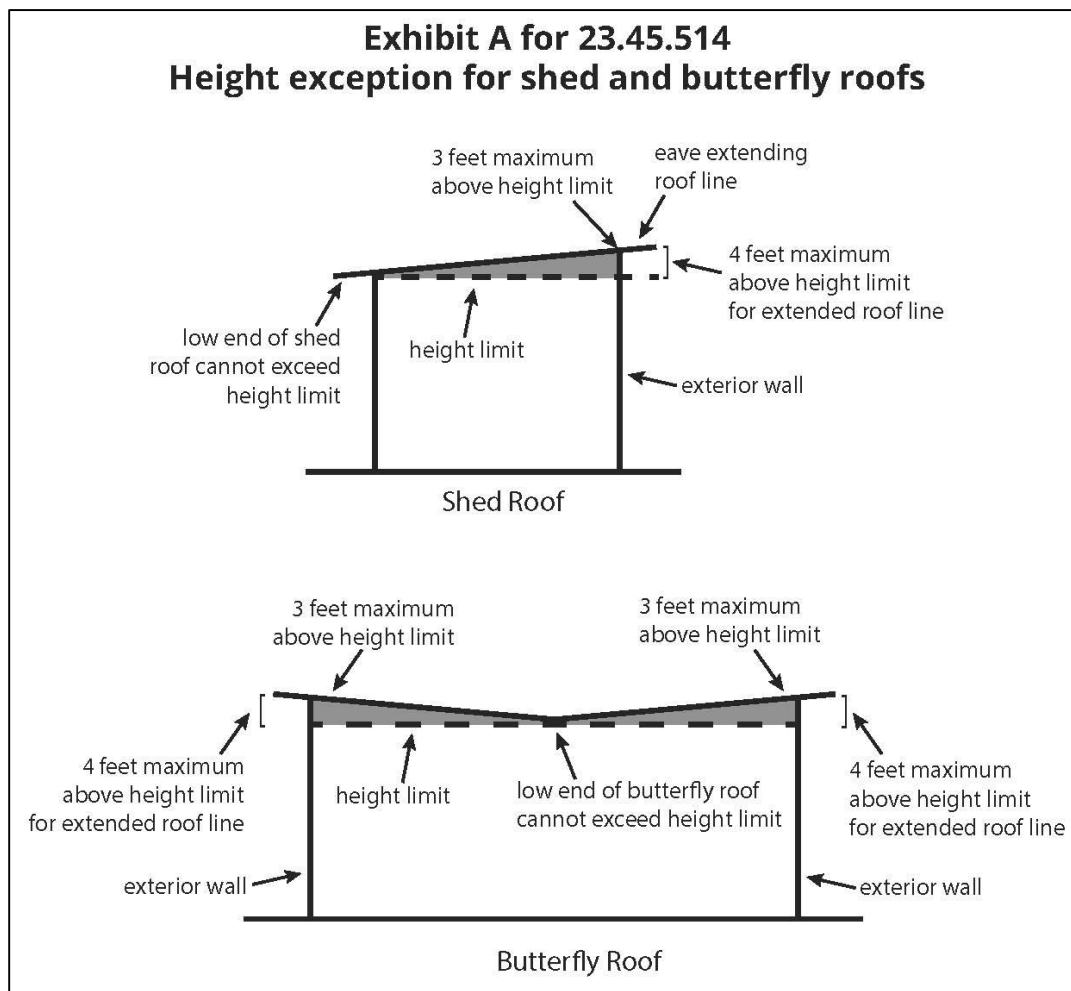 Exhibit A for 23.45.514
Height exception for shed and butterfly roofs
3 feet maximum
above height limit
eave extending
roof line
4 feet maximum
above height limit
for extended roof line
low end of shed
roof cannot exceed
height limit
height limit
exterior wall
Shed Roof
3 feet maximum
above height limit
3 feet maximum
above height limit
4 feet maximum
above height limit
for extended roof line
height limit
low end of butterfly roof
cannot exceed height limit
4 feet maximum
above height limit
for extended roof line
exterior wall
exterior wall
Butterfly Roof